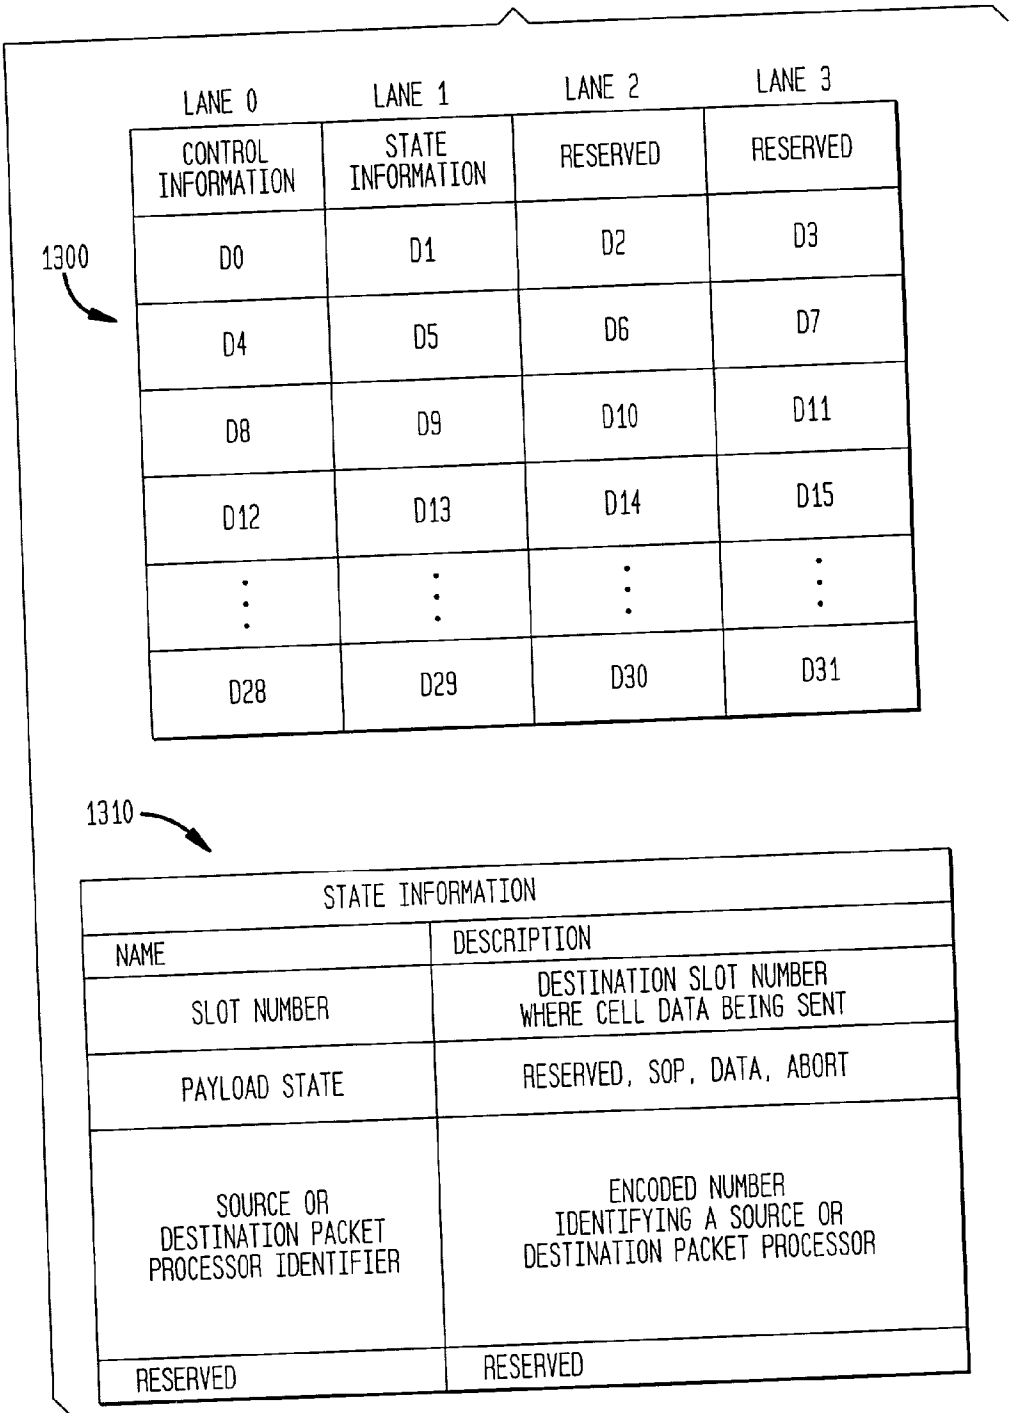 LANE 0 LANE 1 LANE 2 LANE 3
CONTROL INFORMATION STATE INFORMATION RESERVED RESERVED
D0 D1 D2 D3
1300
D4 D5 D6 D7
D8 D9 D10 D11
D12 D13 D14 D15
D28 D29 D30 D31
1310
STATE INFORMATION
NAME DESCRIPTION
SLOT NUMBER
DESTINATION SLOT NUMBER
WHERE CELL DATA BEING SENT
PAYLOAD STATE RESERVED, SOP, DATA, ABORT
SOURCE OR
DESTINATION PACKET
PROCESSOR IDENTIFIER
ENCODED NUMBER
IDENTIFYING A SOURCE OR
DESTINATION PACKET PROCESSOR
RESERVED RESERVED